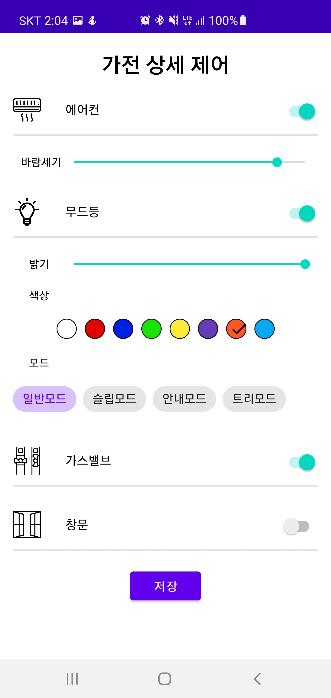 SKT 2:04 100%
가전 상세 제어
에어컨
바람세기
무드등
밝기
색상
모드
일반모드 슬립모드 안내모드 트리모드
가스밸브
창문
저장